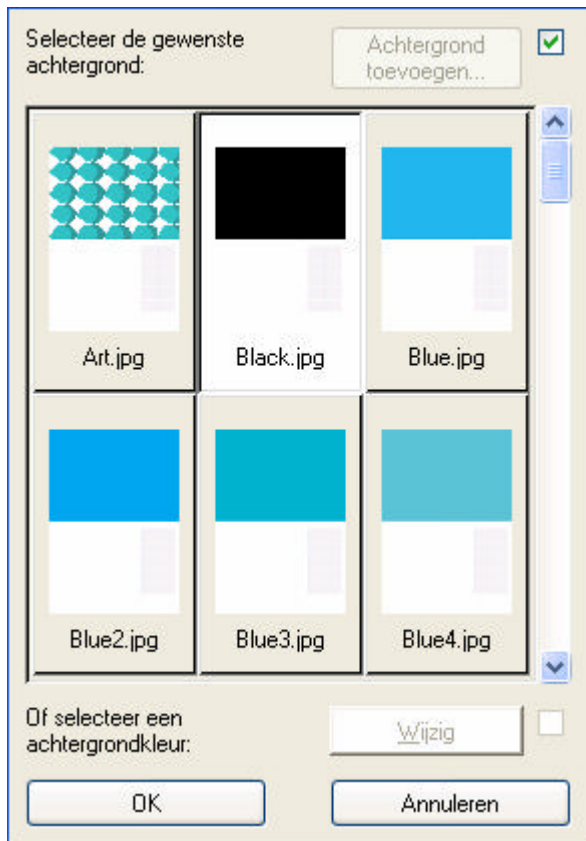 Selecteer de gewenste
achtergrond:
Achtergrond
toevoegen...
Art.jpg
Black.jpg
Blue.jpg
Blue2.jpg
Blue3.jpg
Blue4.jpg
Of selecteer een
achtergrondkleur:
Wijzig
OK
Annuleren